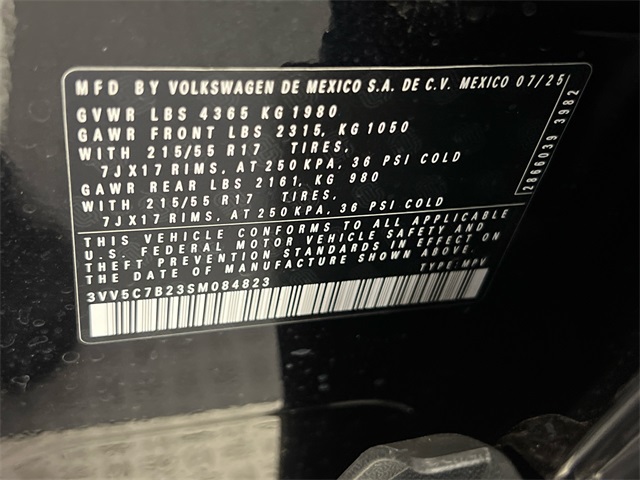 MFD BY VOLKSWAGEN DE MEXICO S.A. DE C.V. MEXICO 07/25
GVWR LBS 4365 KG 1980
GAWR FRONT LBS 2315, KG 1050
WITH 215/55 R17 TIRES,
7JX17 RIMS, AT 250 KPA, 36 PSI COLD
GAWR REAR LBS 2161, KG 980
WITH 215/55 R17 TIRES,
7JX17 RIMS, AT 250 KPA, 36 PSI COLD
THIS VEHICLE CONFORMS TO ALL APPLICABLE
U.S. FEDERAL MOTOR VEHICLE SAFETY AND
THEFT PREVENTION STANDARDS IN EFFECT ON
THE DATE OF MANUFACTURE SHOWN ABOVE.
3VV5C7B23SM084823 TYPE: MPV
2866039 3982